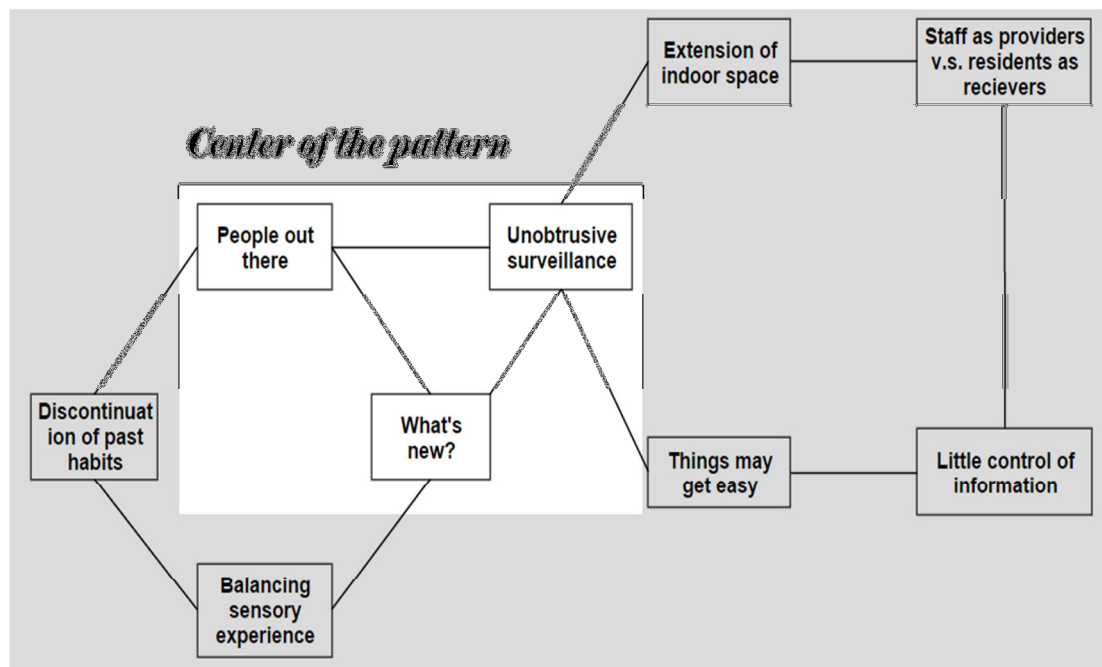 Extension of
indoor space
Staff as providers
v.s. residents as
recievers
Center of the pattern
People out
there
Unobtrusive
surveillance
Discontinuat
ion of past
habits
What's
new?
Things may
get easy
Little control of
information
Balancing
sensory
experience